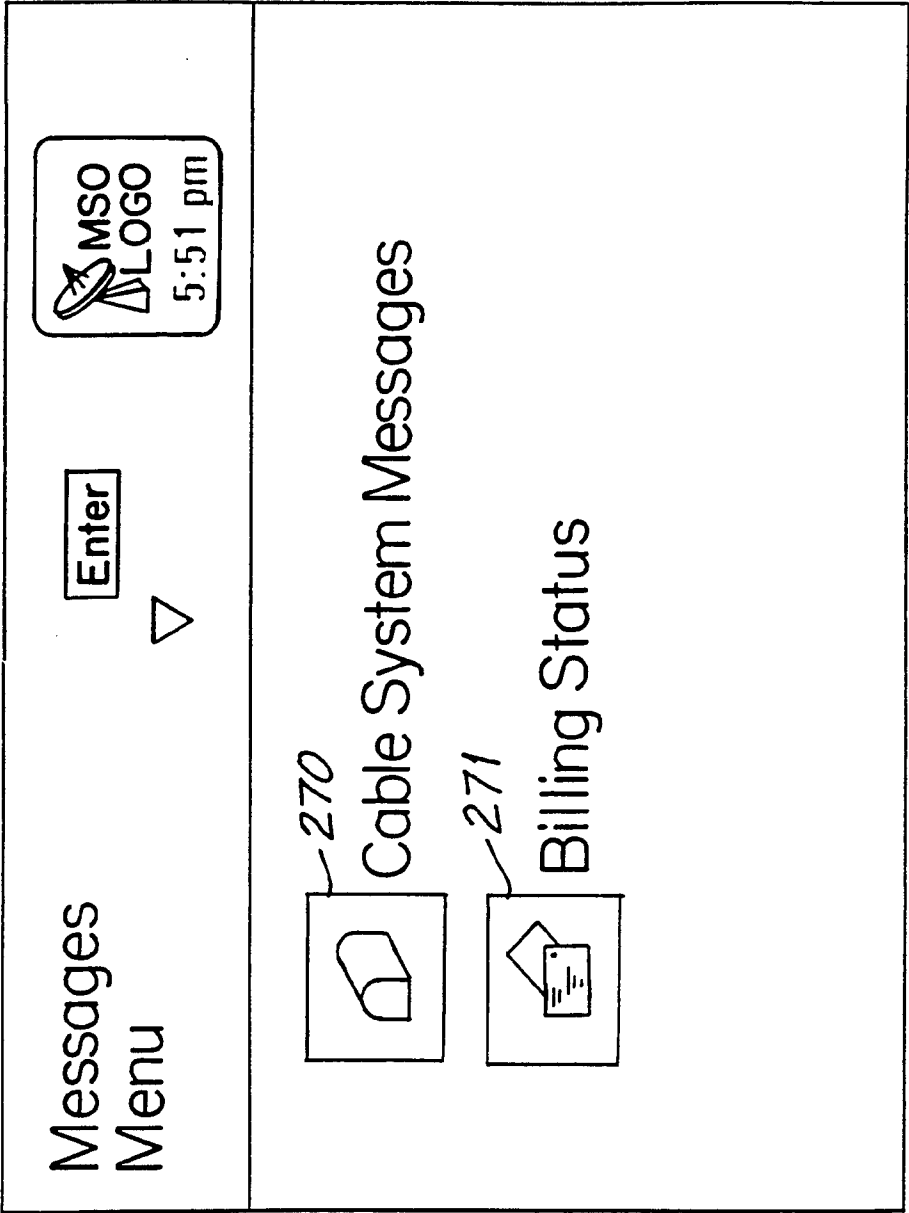 Messages
Menu
Enter
MSO
LOGO
5:51 pm
270
Cable System Messages
271
Billing Status